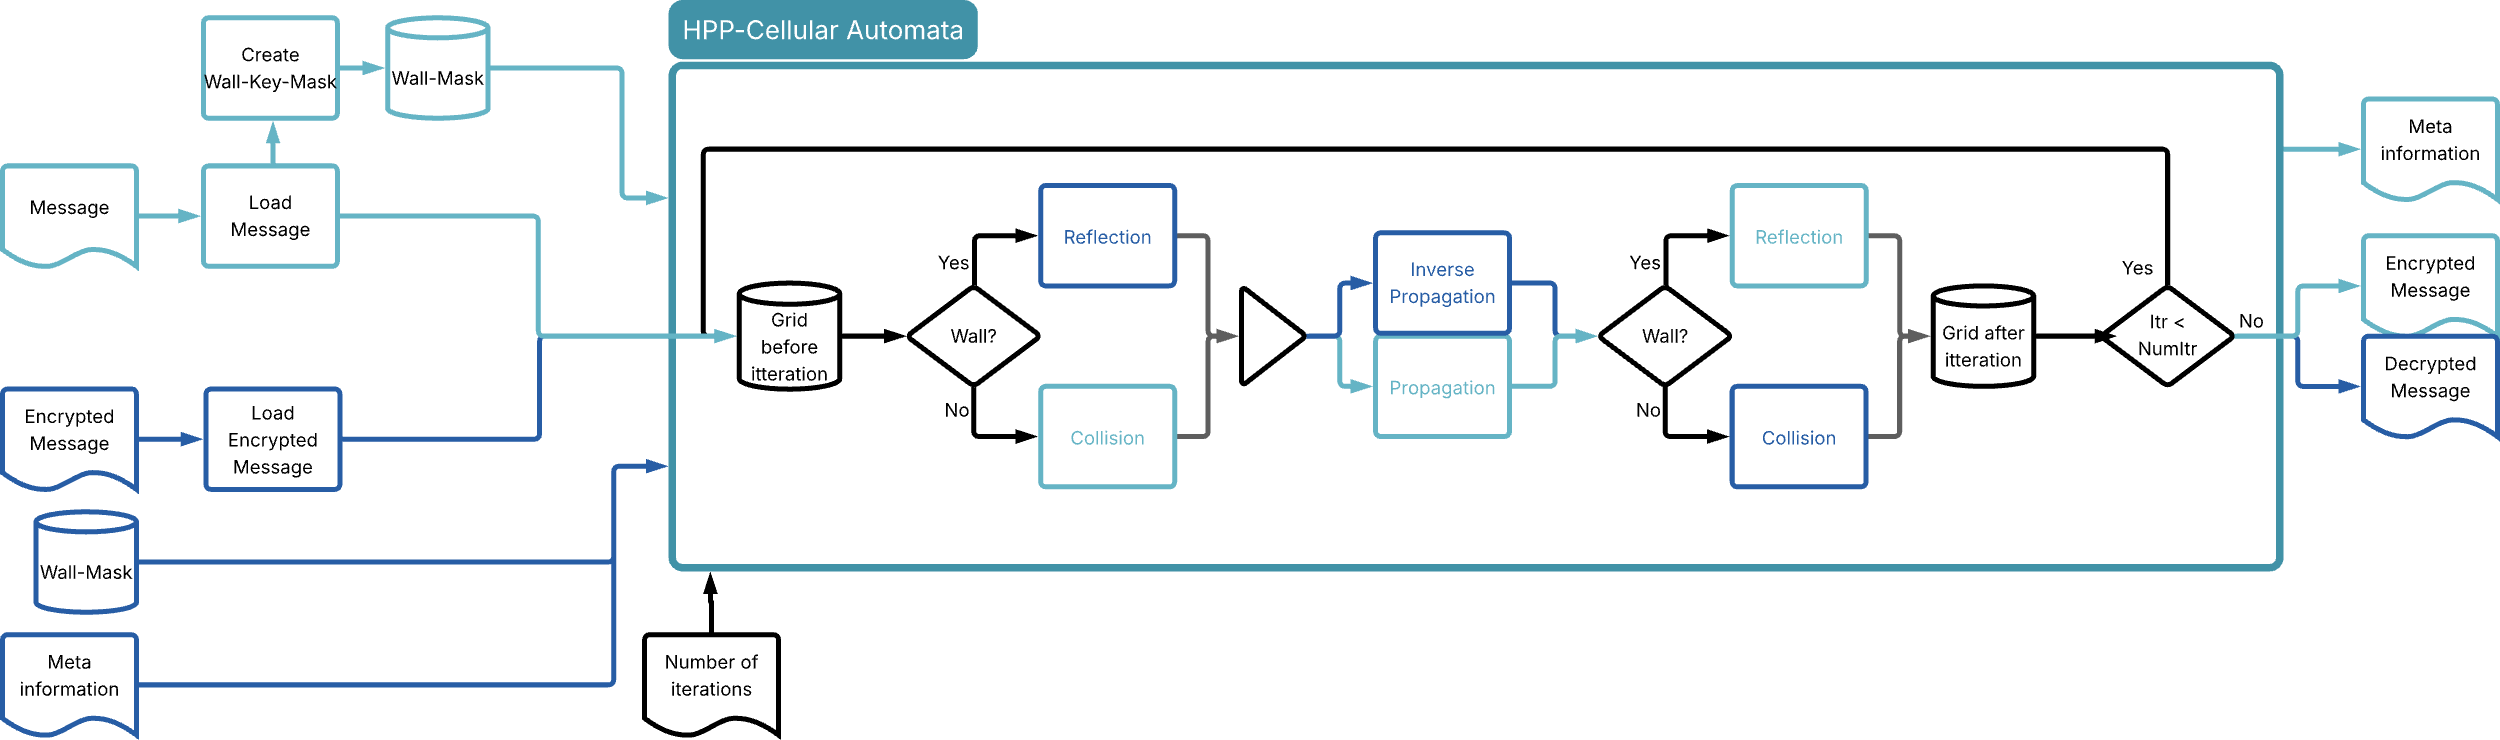 HPP-Cellular Automata
Create
Wall-Key-Mask
Wall-Mask
Message
Load
Message
Encrypted
Message
Load
Encrypted
Message
Wall-Mask
Meta
information
Number of
iterations
Grid
before
itteration
Wall?
Yes
No
Reflection
Collision
Inverse
Propagation
Propagation
Wall?
Yes
No
Reflection
Collision
Grid after
itteration
Itr <
NumItr
Yes
No
Meta
information
Encrypted
Message
Decrypted
Message